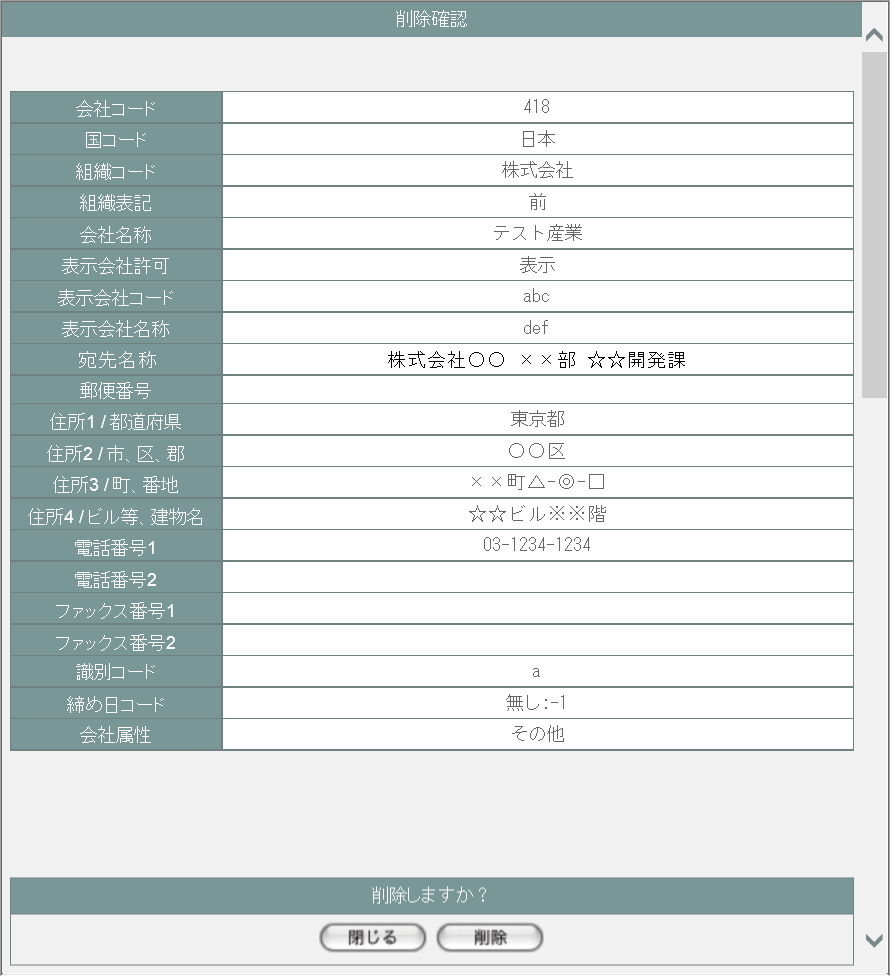 削除確認
会社コード 418
国コード 日本
組織コード 株式会社
組織表記 前
会社名称 テスト産業
表示会社許可 表示
表示会社コード abc
表示会社名称 def
宛先名称 株式会社〇〇 ××部 ☆☆開発課
郵便番号
住所1 / 都道府県 東京都
住所2 / 市、区、郡 〇〇区
住所3 / 町、番地 ××町△-◎-□
住所4 / ビル等、建物名 ☆☆ビル※※階
電話番号1 03-1234-1234
電話番号2
ファックス番号1
ファックス番号2
識別コード a
締め日コード 無し:-1
会社属性 その他
削除しますか？
閉じる 削除